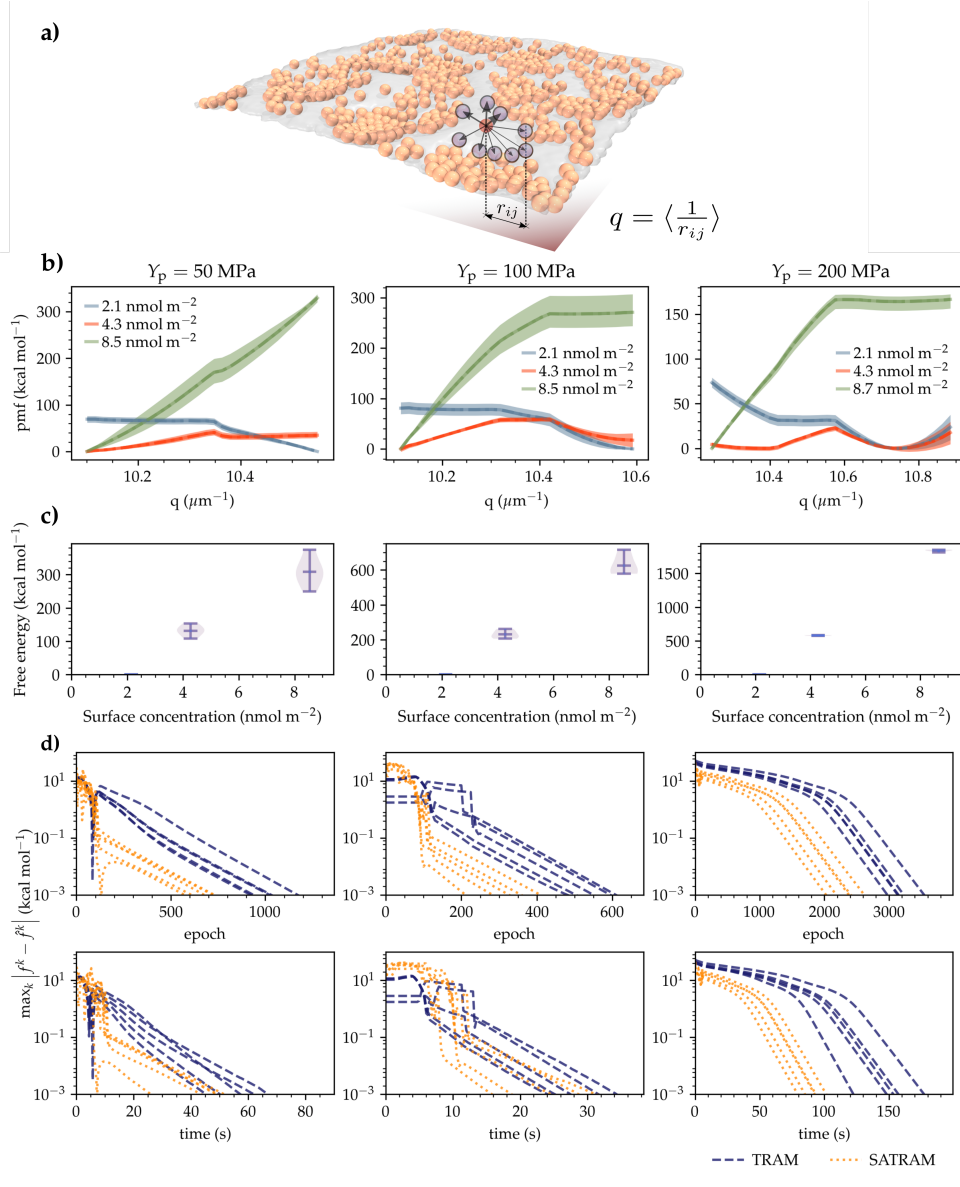 a)
r_{ij}
q = ⟨\frac{1}{r_{ij}}⟩
b)
Y_p = 50 MPa
Y_p = 100 MPa
Y_p = 200 MPa
pmf (kcal mol⁻¹)
300
200
100
0
2.1 nmol m⁻²
4.3 nmol m⁻²
8.5 nmol m⁻²
10.2 10.4
q (μm⁻¹)
300
200
100
0
2.1 nmol m⁻²
4.3 nmol m⁻²
8.5 nmol m⁻²
10.2 10.4 10.6
q (μm⁻¹)
150
100
50
0
2.1 nmol m⁻²
4.3 nmol m⁻²
8.7 nmol m⁻²
10.4 10.6 10.8
q (μm⁻¹)
c)
Free energy (kcal mol⁻¹)
300
200
100
0
0 2 4 6 8
Surface concentration (nmol m⁻²)
600
400
200
0
0 2 4 6 8
Surface concentration (nmol m⁻²)
1500
1000
500
0
0 2 4 6 8
Surface concentration (nmol m⁻²)
d)
max_k |f^k − f̂^k| (kcal mol⁻¹)
10¹
10⁻¹
10⁻³
0 500 1000
epoch
10¹
10⁻¹
10⁻³
0 200 400 600
epoch
10¹
10⁻¹
10⁻³
0 1000 2000 3000
epoch
10¹
10⁻¹
10⁻³
0 20 40 60 80
time (s)
10¹
10⁻¹
10⁻³
0 10 20 30
time (s)
10¹
10⁻¹
10⁻³
0 50 100 150
time (s)
TRAM SATRAM